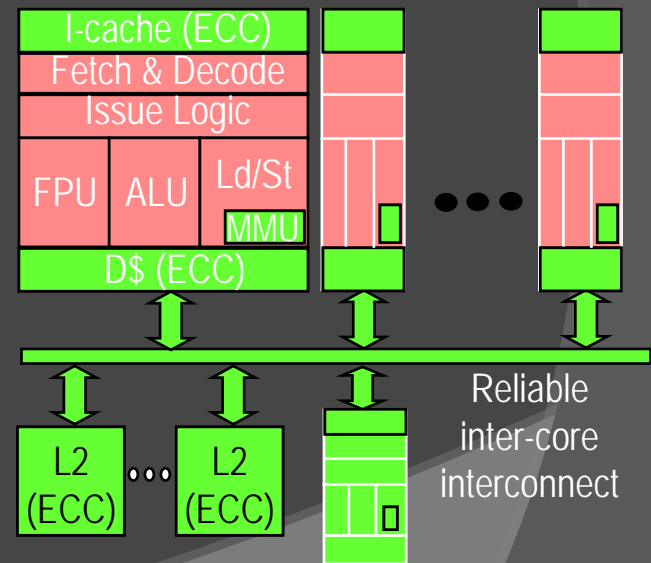 I-cache (ECC)
Fetch & Decode
Issue Logic
FPU
ALU
Ld/St
MMU
D$ (ECC)
Reliable
inter-core
interconnect
L2
(ECC)
L2
(ECC)